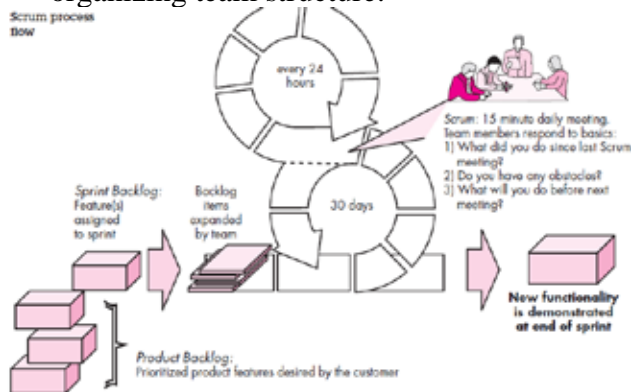 organizing team structure.
Scrum process
flow
every 24
hours
Scrum: 15 minute daily meeting.
Team members respond to basics:
1) What did you do since last Scrum
meeting?
2) Do you have any obstacles?
3) What will you do before next
meeting?
Sprint Backlog:
Feature(s)
assigned
to sprint
Backlog
items
expanded
by team
30 days
New functionality
is demonstrated
at end of sprint
Product Backlog:
Prioritized product features desired by the customer